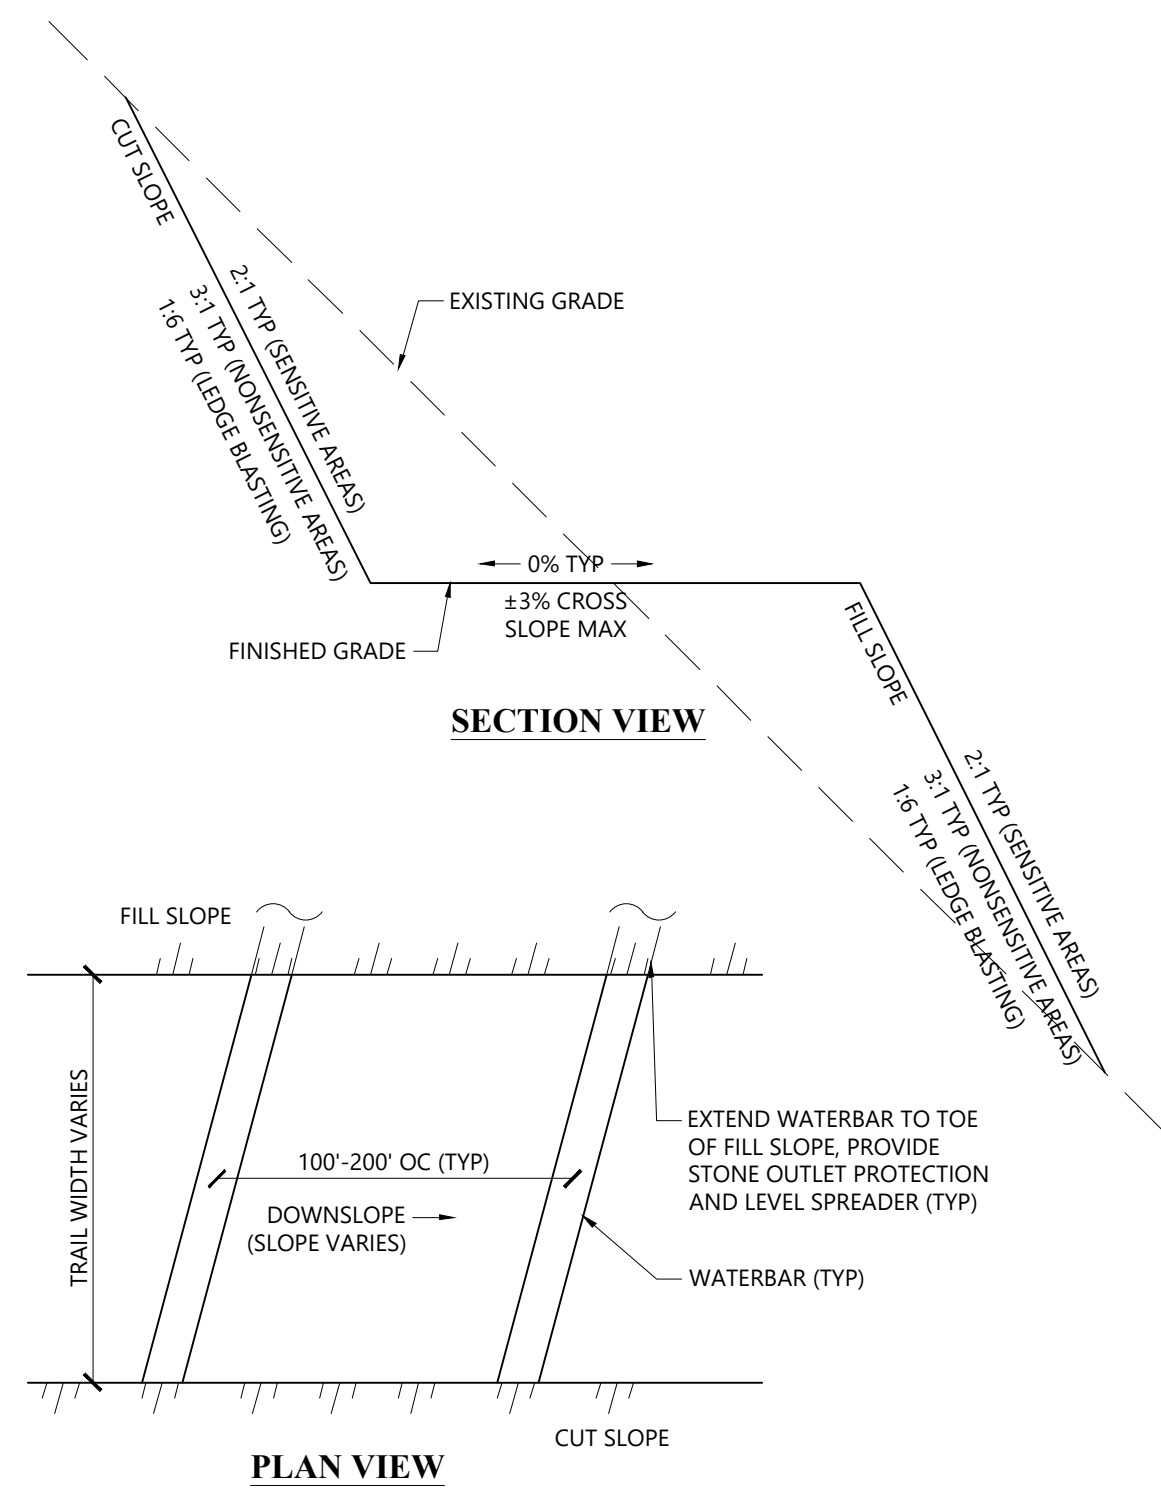 CUT SLOPE
2:1 TYP (SENSITIVE AREAS)
3:1 TYP (NONSENSITIVE AREAS)
1:6 TYP (LEDGE BLASTING)
EXISTING GRADE
0% TYP
±3% CROSS
SLOPE MAX
FINISHED GRADE
FILL SLOPE
2:1 TYP (SENSITIVE AREAS)
3:1 TYP (NONSENSITIVE AREAS)
1:6 TYP (LEDGE BLASTING)
SECTION VIEW
FILL SLOPE
TRAIL WIDTH VARIES
100'-200' OC (TYP)
DOWNSLOPE
(SLOPE VARIES)
EXTEND WATERBAR TO TOE
OF FILL SLOPE, PROVIDE
STONE OUTLET PROTECTION
AND LEVEL SPREADER (TYP)
WATERBAR (TYP)
CUT SLOPE
PLAN VIEW